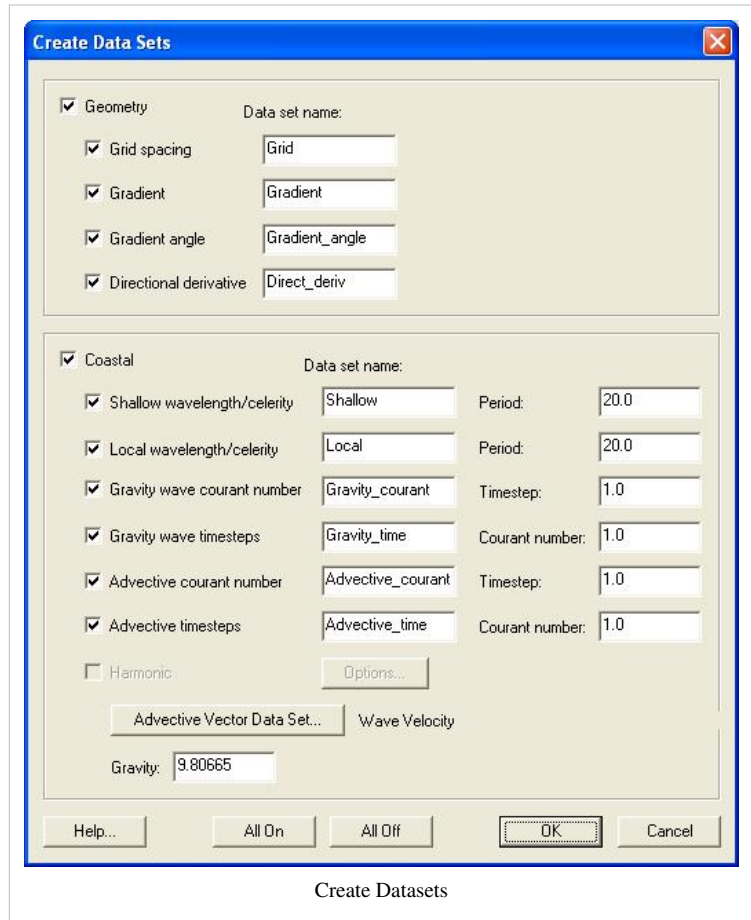 Create Data Sets
Geometry Data set name:
Grid spacing Grid
Gradient Gradient
Gradient angle Gradient_angle
Directional derivative Direct_deriv
Coastal Data set name:
Shallow wavelength/celerity Shallow Period: 20.0
Local wavelength/celerity Local Period: 20.0
Gravity wave courant number Gravity_courant Timestep: 1.0
Gravity wave timesteps Gravity_time Courant number: 1.0
Advective courant number Advective_courant Timestep: 1.0
Advective timesteps Advective_time Courant number: 1.0
Harmonic Options...
Advective Vector Data Set... Wave Velocity
Gravity: 9.80665
Help... All On All Off OK Cancel
Create Datasets